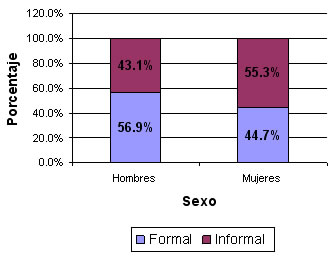 120.0%
100.0%
80.0%
60.0%
40.0%
20.0%
0.0%
Porcentaje
43.1%
55.3%
56.9%
44.7%
Hombres
Mujeres
Sexo
Formal
Informal